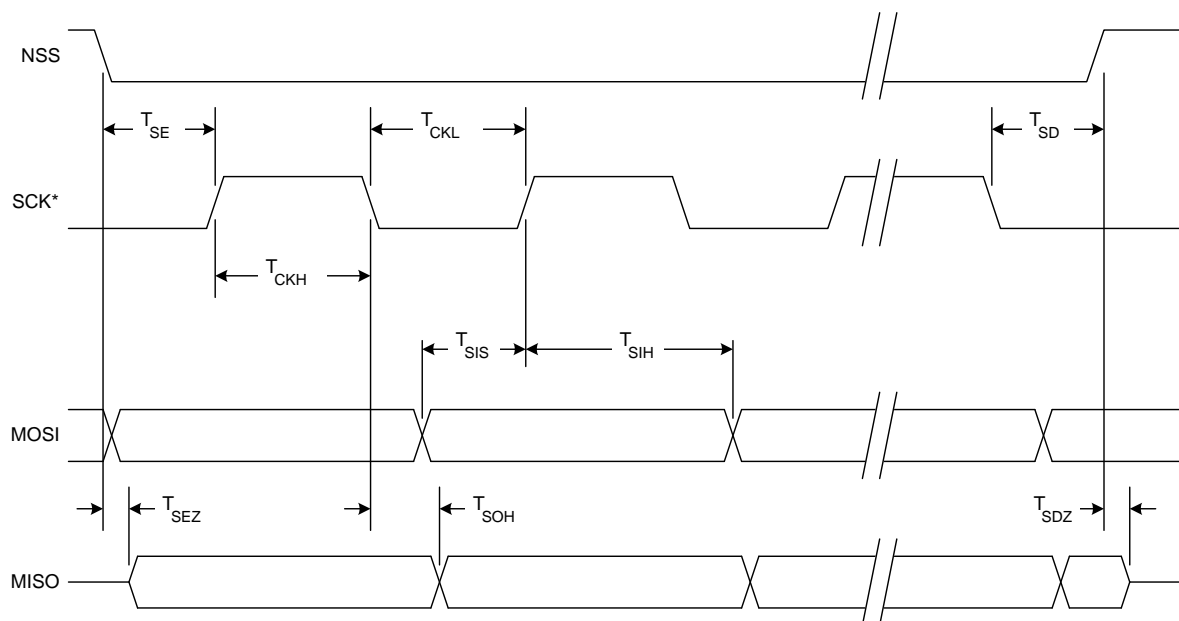 NSS
T_SE
T_CKL
T_SD
SCK*
T_CKH
T_SIS
T_SIH
MOSI
T_SEZ
T_SOH
T_SDZ
MISO